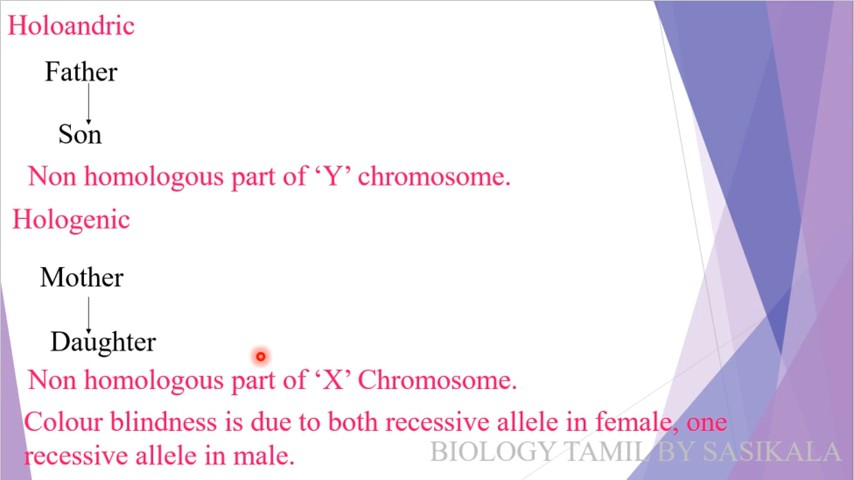 Holoandric
Father
Son
Non homologous part of ‘Y’ chromosome.
Hologenic
Mother
Daughter
Non homologous part of ‘X’ Chromosome.
Colour blindness is due to both recessive allele in female, one
recessive allele in male.
BIOLOGY TAMIL BY SASIKALA